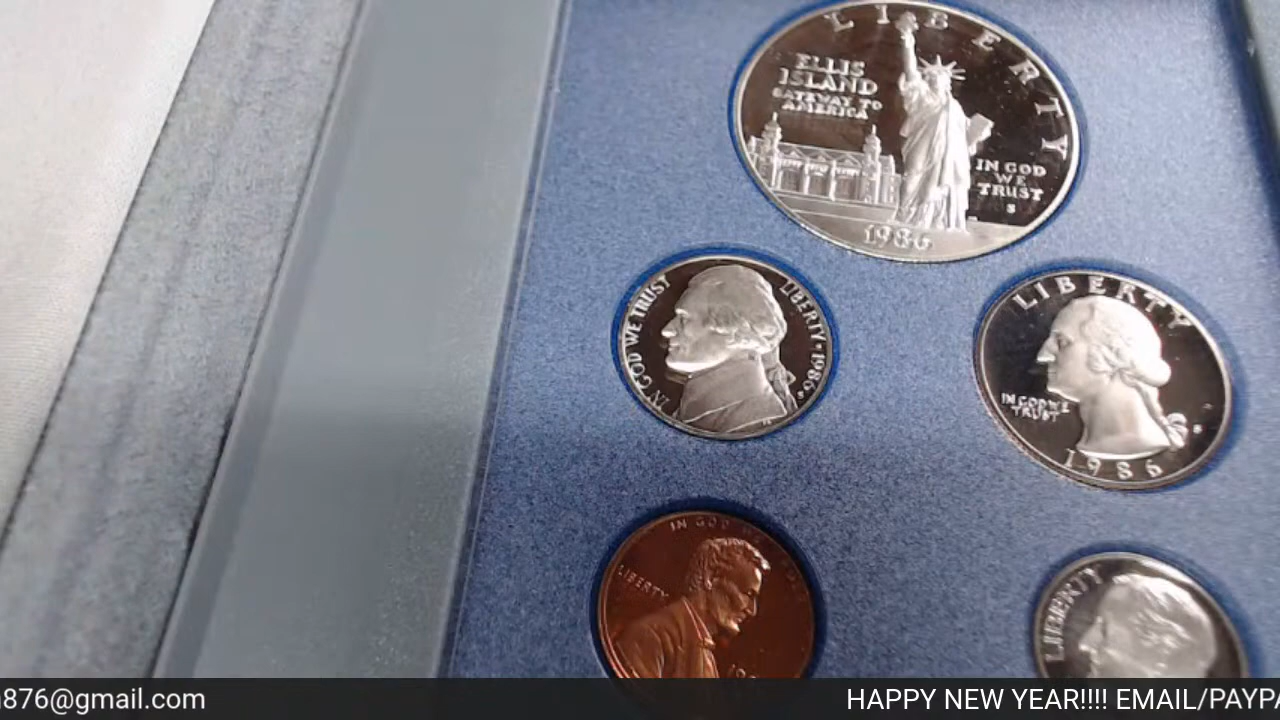 LIBERTY
ELLIS
ISLAND
GATEWAY TO
AMERICA
IN GOD
WE
TRUST
S
1986
IN GOD WE TRUST
LIBERTY · 1986
S
LIBERTY
IN GOD WE
TRUST
S
1986
IN GOD
LIBERTY
LIBERTY
876@gmail.com
HAPPY NEW YEAR!!!! EMAIL/PAYPA